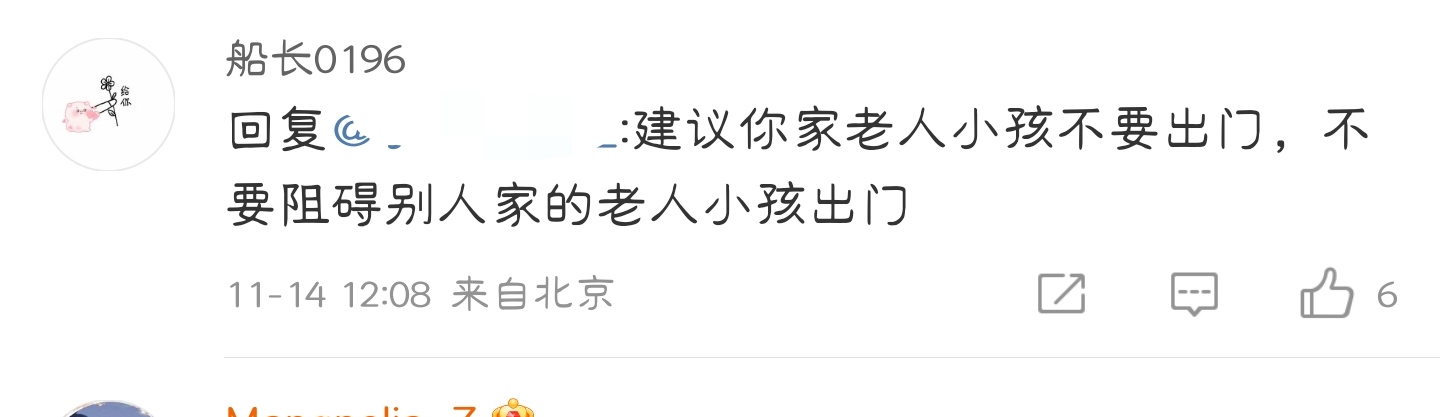 船长0196
给你
回复@:建议你家老人小孩不要出门，不
要阻碍别人家的老人小孩出门
11-14 12:08 来自北京
6